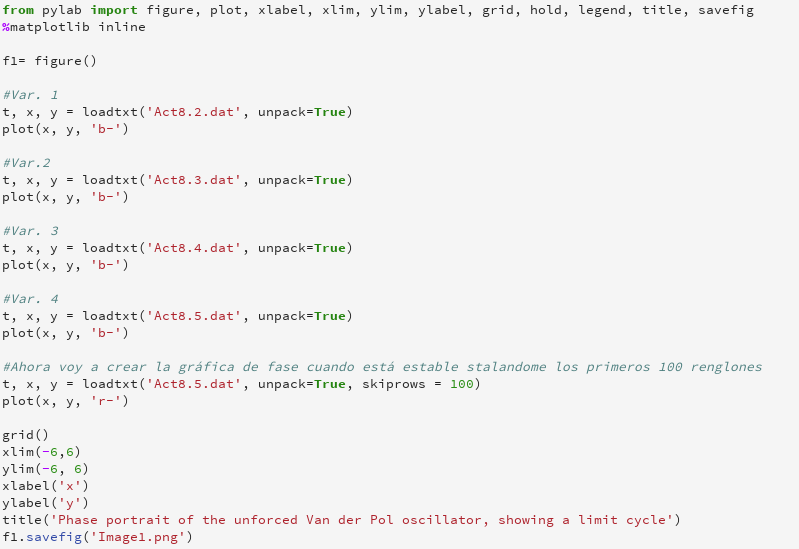 from pylab import figure, plot, xlabel, xlim, ylim, ylabel, grid, hold, legend, title, savefig
%matplotlib inline
f1= figure()
#Var. 1
t, x, y = loadtxt('Act8.2.dat', unpack=True)
plot(x, y, 'b-')
#Var.2
t, x, y = loadtxt('Act8.3.dat', unpack=True)
plot(x, y, 'b-')
#Var. 3
t, x, y = loadtxt('Act8.4.dat', unpack=True)
plot(x, y, 'b-')
#Var. 4
t, x, y = loadtxt('Act8.5.dat', unpack=True)
plot(x, y, 'b-')
#Ahora voy a crear la gráfica de fase cuando está estable stalandome los primeros 100 renglones
t, x, y = loadtxt('Act8.5.dat', unpack=True, skiprows = 100)
plot(x, y, 'r-')
grid()
xlim(-6,6)
ylim(-6, 6)
xlabel('x')
ylabel('y')
title('Phase portrait of the unforced Van der Pol oscillator, showing a limit cycle')
f1.savefig('Image1.png')